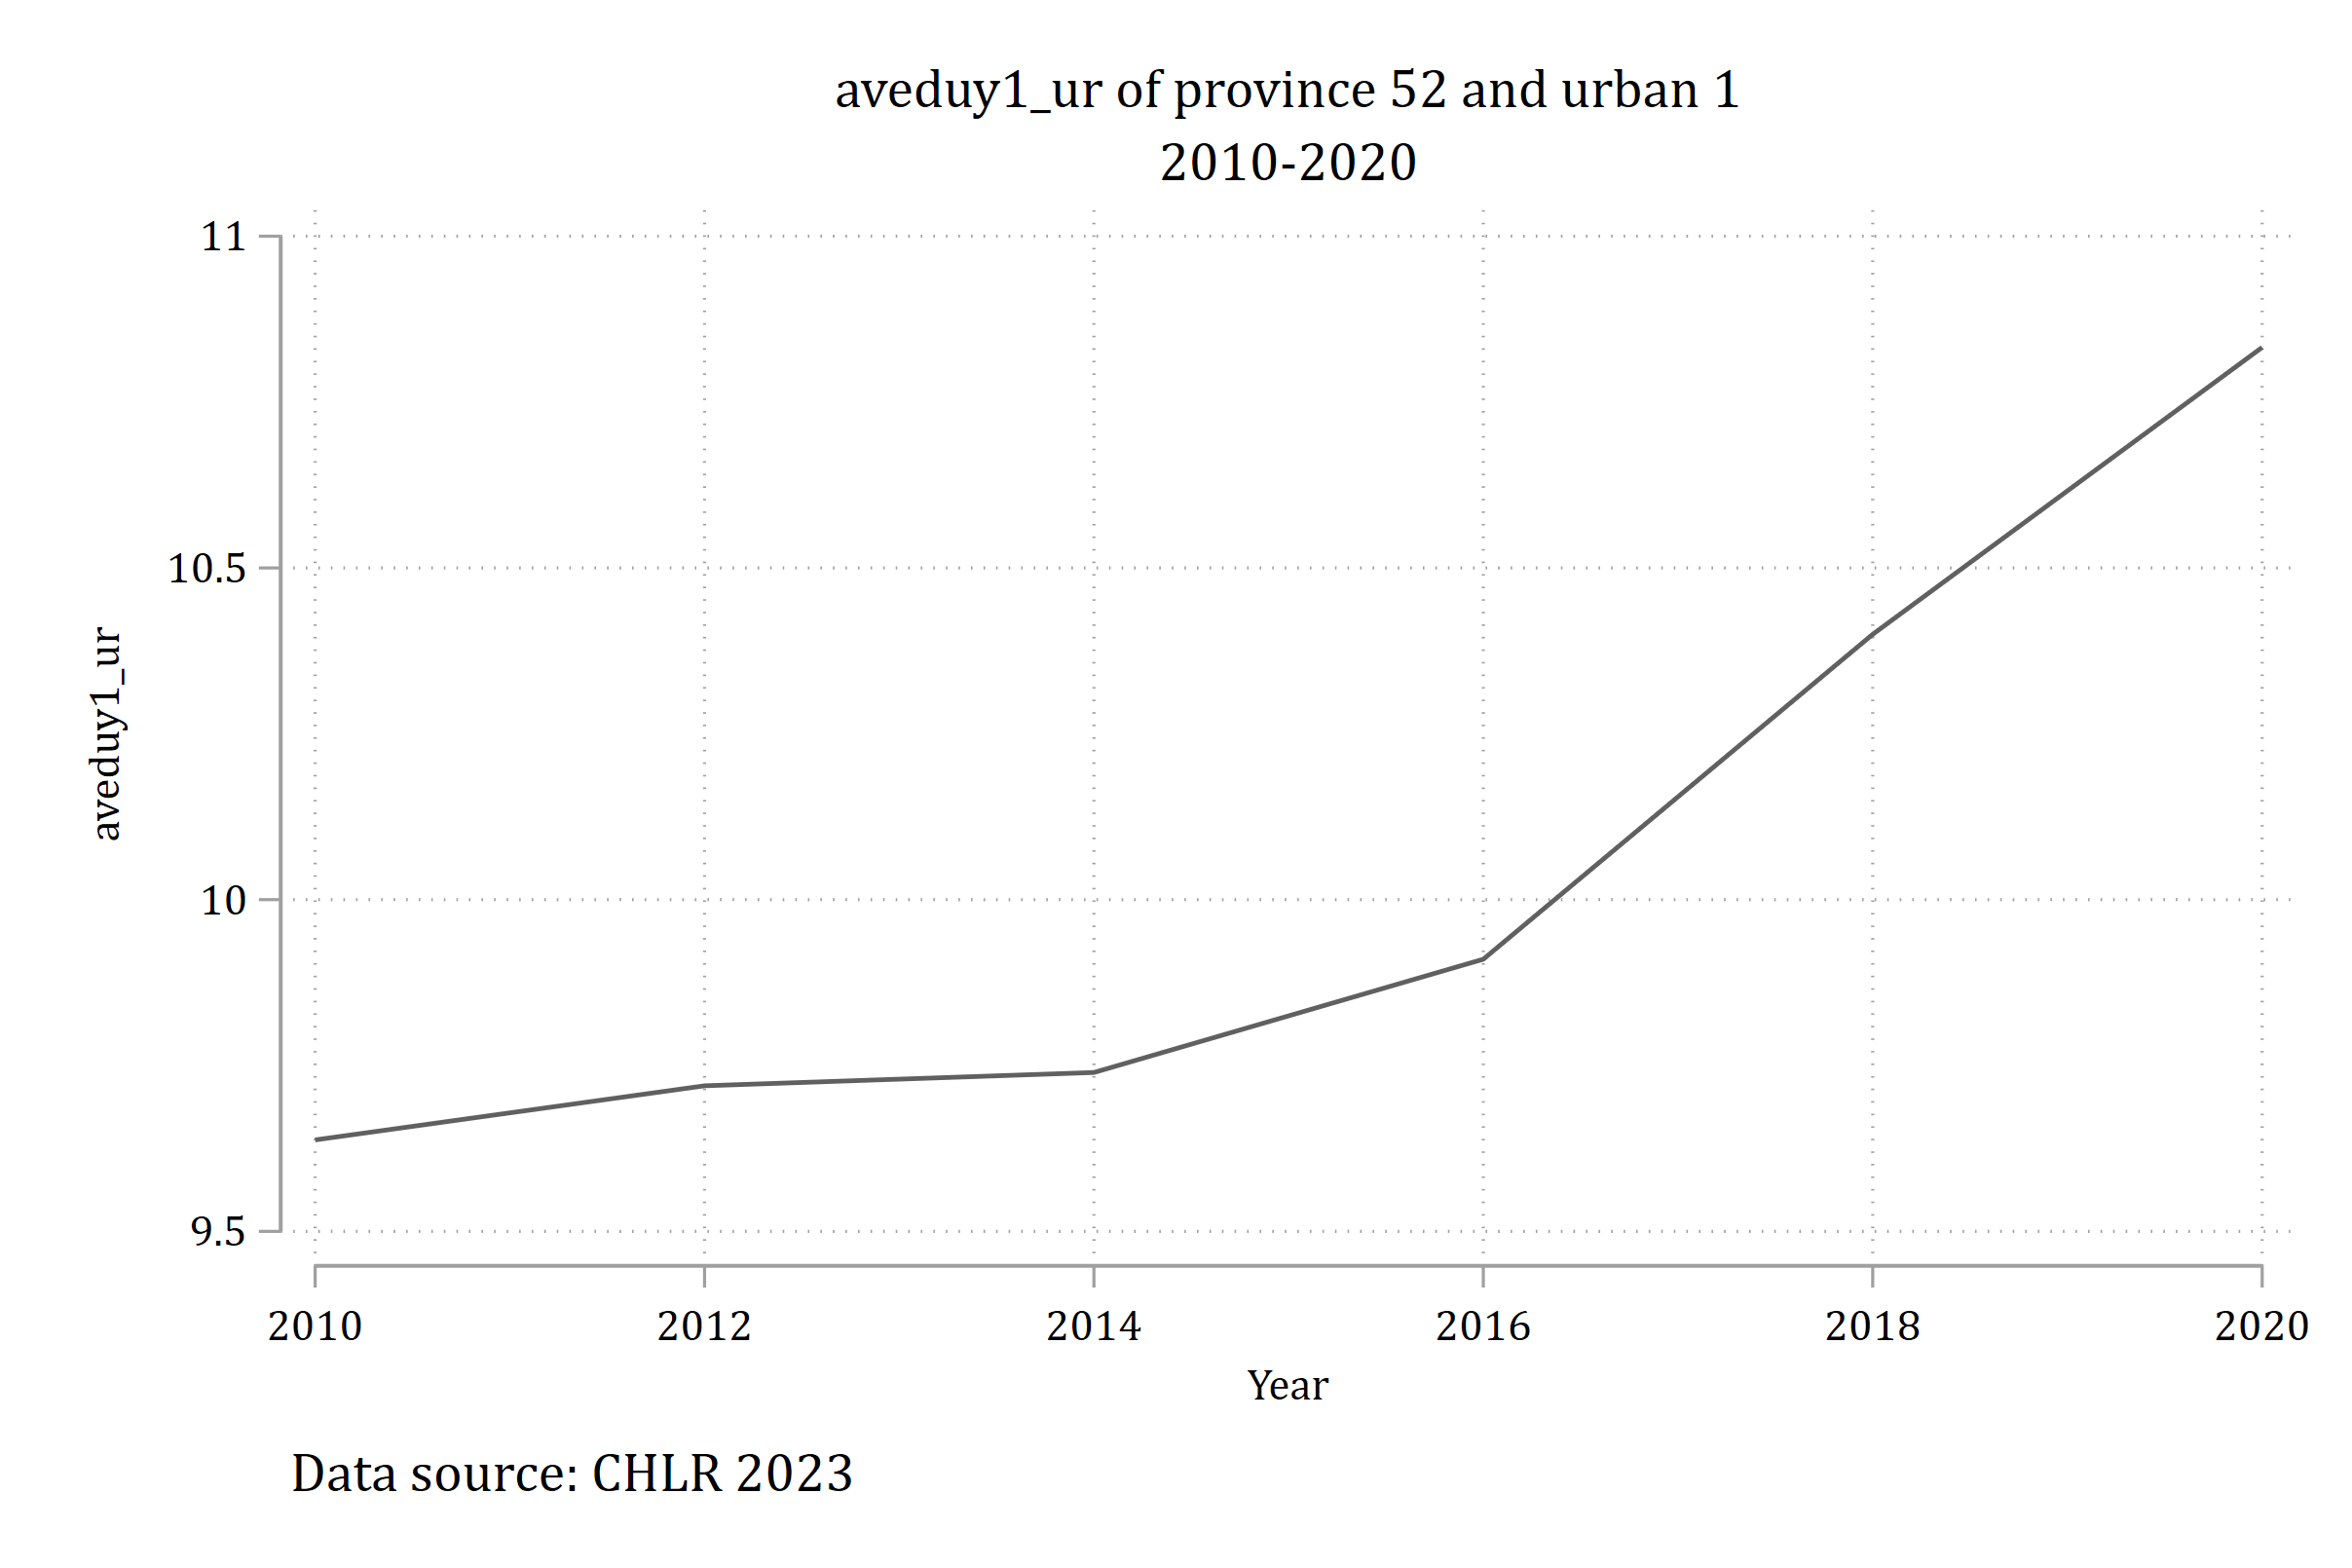 aveduy1_ur of province 52 and urban 1
2010-2020
11
10.5
10
9.5
aveduy1_ur
2010 2012 2014 2016 2018 2020
Year
Data source: CHLR 2023